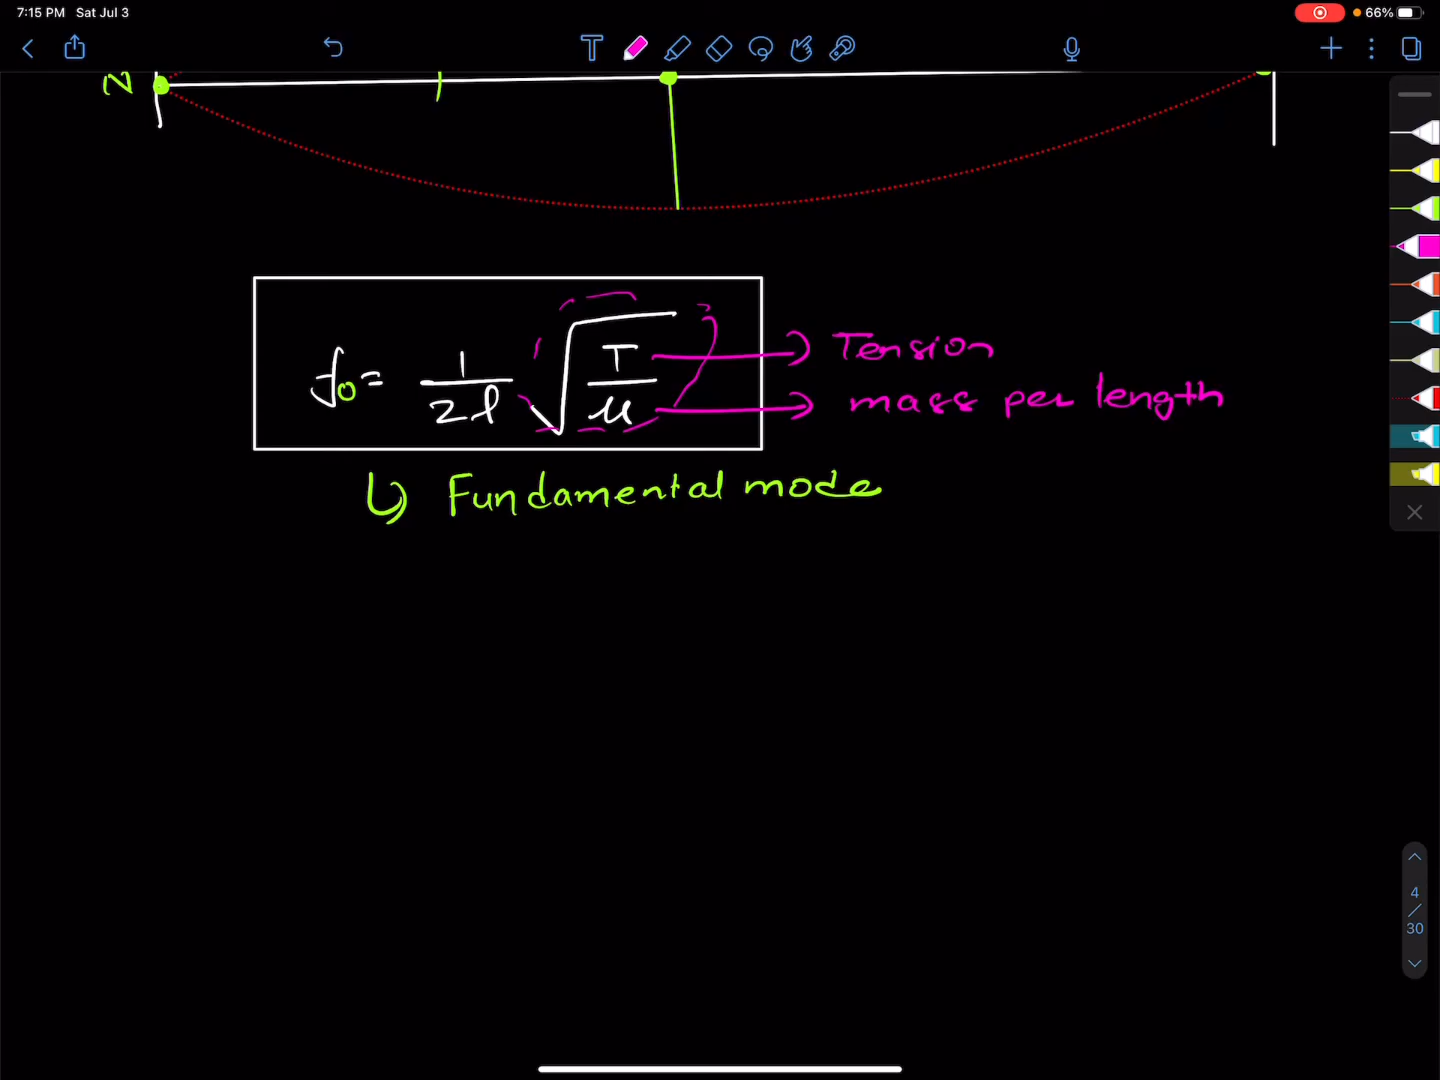 7:15 PM Sat Jul 3
66%
T
N
f₀ = 1/2l √T/μ
Tension
mass per length
Fundamental mode
4
/
30